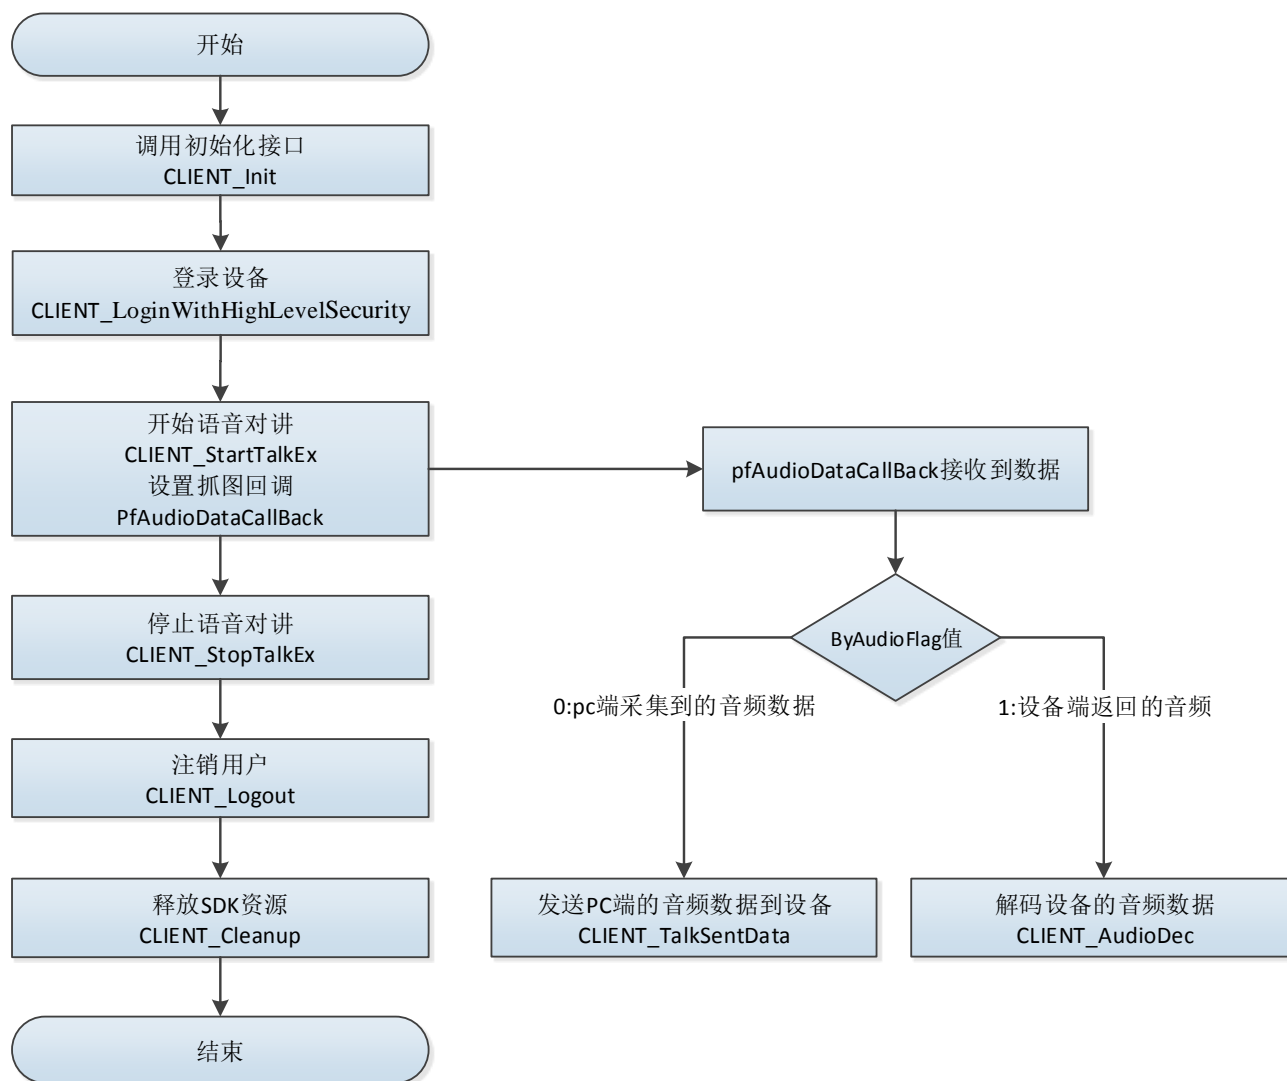 开始
调用初始化接口
CLIENT_Init
登录设备
CLIENT_LoginWithHighLevelSecurity
开始语音对讲
CLIENT_StartTalkEx
设置抓图回调
PfAudioDataCallBack
停止语音对讲
CLIENT_StopTalkEx
注销用户
CLIENT_Logout
释放SDK资源
CLIENT_Cleanup
结束
pfAudioDataCallBack接收到数据
ByAudioFlag值
0:pc端采集到的音频数据
1:设备端返回的音频
发送PC端的音频数据到设备
CLIENT_TalkSentData
解码设备的音频数据
CLIENT_AudioDec